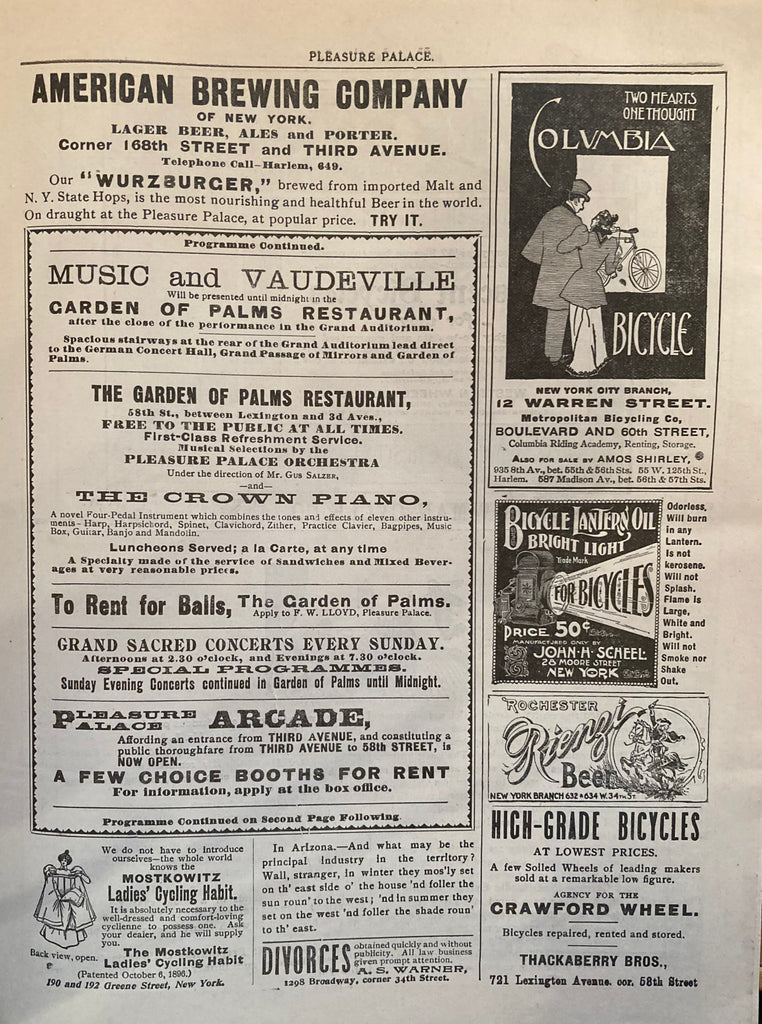 PLEASURE PALACE.
AMERICAN BREWING COMPANY
OF NEW YORK.
LAGER BEER, ALES and PORTER.
Corner 168th STREET and THIRD AVENUE.
Telephone Call—Harlem, 649.
Our "WURZBURGER," brewed from imported Malt and
N. Y. State Hops, is the most nourishing and healthful Beer in the world.
On draught at the Pleasure Palace, at popular price. TRY IT.
Programme Continued.
MUSIC and VAUDEVILLE
Will be presented until midnight in the
GARDEN OF PALMS RESTAURANT,
after the close of the performance in the Grand Auditorium.
Spacious stairways at the rear of the Grand Auditorium lead direct
to the German Concert Hall, Grand Passage of Mirrors and Garden of
Palms.
THE GARDEN OF PALMS RESTAURANT,
58th St., between Lexington and 3d Aves.,
FREE TO THE PUBLIC AT ALL TIMES.
First-Class Refreshment Service.
Musical Selections by the
PLEASURE PALACE ORCHESTRA
Under the direction of Mr. GUS SALZER,
—and—
THE CROWN PIANO,
A novel Four-Pedal Instrument which combines the tones and effects of eleven other instru-
ments—Harp, Harpsichord, Spinet, Clavichord, Zither, Practice Clavier, Bagpipes, Music
Box, Guitar, Banjo and Mandolin.
Luncheons Served; a la Carte, at any time
A Specialty made of the service of Sandwiches and Mixed Bever-
ages at very reasonable prices.
To Rent for Balls, The Garden of Palms.
Apply to F. W. LLOYD, Pleasure Palace.
GRAND SACRED CONCERTS EVERY SUNDAY.
Afternoons at 2.30 o'clock, and Evenings at 7.30 o'clock.
SPECIAL PROGRAMMES.
Sunday Evening Concerts continued in Garden of Palms until Midnight.
PLEASURE PALACE ARCADE,
Affording an entrance from THIRD AVENUE, and constituting a
public thoroughfare from THIRD AVENUE to 58th STREET, is
NOW OPEN.
A FEW CHOICE BOOTHS FOR RENT
For information, apply at the box office.
Programme Continued on Second Page Following.
We do not have to introduce
ourselves—the whole world
knows the
MOSTKOWITZ
Ladies' Cycling Habit.
It is absolutely necessary to the
well-dressed and comfort-loving
cyclienne to possess one. Ask
your dealer, and he will supply
you.
Back view, open.
The Mostkowitz
Ladies' Cycling Habit
(Patented October 6, 1896.)
190 and 192 Greene Street, New York.
In Arizona.—And what may be the
principal industry in the territory?
Wall, stranger, in winter they mos'ly set
on th' east side o' the house 'nd foller the
sun roun' to the west; 'nd in summer they
set on the west 'nd foller the shade roun'
to th' east.
DIVORCES obtained quickly and without
publicity. All law business
given prompt attention.
A. S. WARNER,
1298 Broadway, corner 34th Street.
TWO HEARTS
ONE THOUGHT
COLVMBIA
BICYCLE
NEW YORK CITY BRANCH,
12 WARREN STREET.
Metropolitan Bicycling Co,
BOULEVARD AND 60TH STREET,
Columbia Riding Academy, Renting, Storage.
ALSO FOR SALE BY AMOS SHIRLEY,
935 8th Av., bet. 55th & 56th Sts. 55 W. 125th St.,
Harlem. 587 Madison Av., bet. 56th & 57th Sts.
BICYCLE LANTERN OIL
BRIGHT LIGHT
Trade Mark
FOR BICYCLES
PRICE 50¢
MANUFACTURED ONLY BY
JOHN·H·SCHEEL
28 MOORE STREET
NEW YORK
Odorless,
Will burn
in any
Lantern.
Is not
kerosene.
Will not
Splash.
Flame is
Large,
White and
Bright.
Will not
Smoke nor
Shake
Out.
ROCHESTER
Rienzi
Beer
NEW YORK BRANCH 632 & 634 W. 34TH ST.
HIGH-GRADE BICYCLES
AT LOWEST PRICES.
A few Soiled Wheels of leading makers
sold at a remarkable low figure.
AGENCY FOR THE
CRAWFORD WHEEL.
Bicycles repaired, rented and stored.
THACKABERRY BROS.,
721 Lexington Avenue. cor. 58th Street